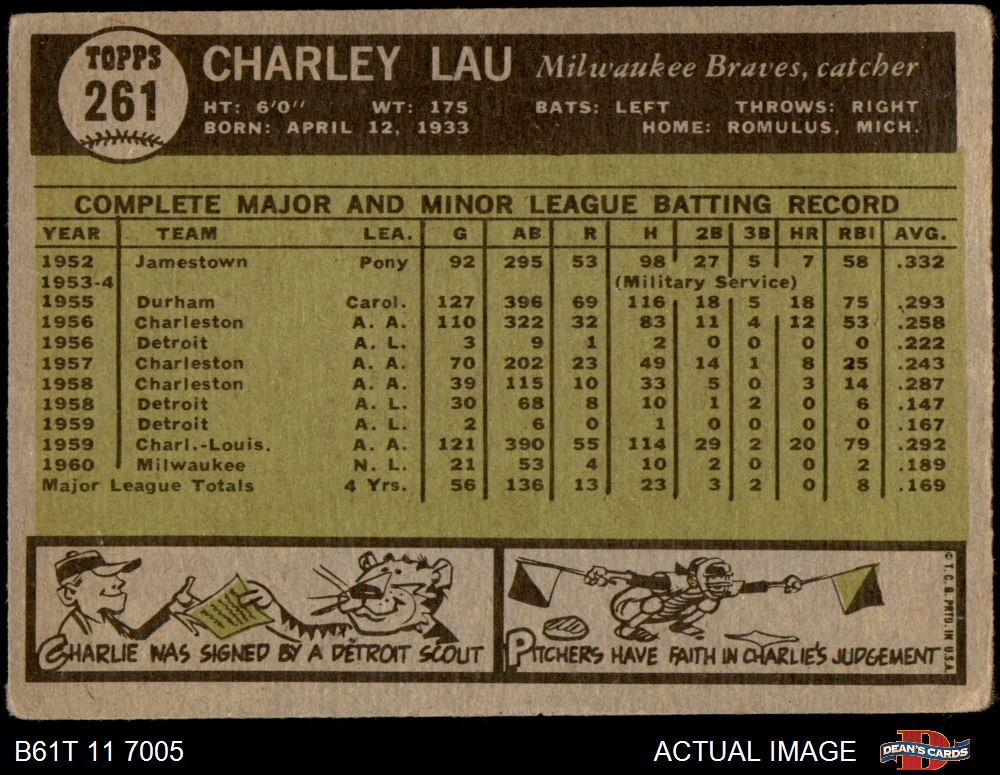 TOPPS
261
CHARLEY LAU Milwaukee Braves, catcher
HT: 6'0" WT: 175 BATS: LEFT THROWS: RIGHT
BORN: APRIL 12, 1933 HOME: ROMULUS, MICH.
COMPLETE MAJOR AND MINOR LEAGUE BATTING RECORD
YEAR TEAM LEA. G AB R H 2B 3B HR RBI AVG.
1952 Jamestown Pony 92 295 53 98 27 5 7 58 .332
1953-4 (Military Service)
1955 Durham Carol. 127 396 69 116 18 5 18 75 .293
1956 Charleston A. A. 110 322 32 83 11 4 12 53 .258
1956 Detroit A. L. 3 9 1 2 0 0 0 0 .222
1957 Charleston A. A. 70 202 23 49 14 1 8 25 .243
1958 Charleston A. A. 39 115 10 33 5 0 3 14 .287
1958 Detroit A. L. 30 68 8 10 1 2 0 6 .147
1959 Detroit A. L. 2 6 0 1 0 0 0 0 .167
1959 Charl.-Louis. A. A. 121 390 55 114 29 2 20 79 .292
1960 Milwaukee N. L. 21 53 4 10 2 0 0 2 .189
Major League Totals 4 Yrs. 56 136 13 23 3 2 0 8 .169
CHARLIE WAS SIGNED BY A DETROIT SCOUT
PITCHERS HAVE FAITH IN CHARLIE'S JUDGEMENT
© T. C. G. PRTD. IN U.S.A.
B61T 11 7005 ACTUAL IMAGE DEAN'S CARDS